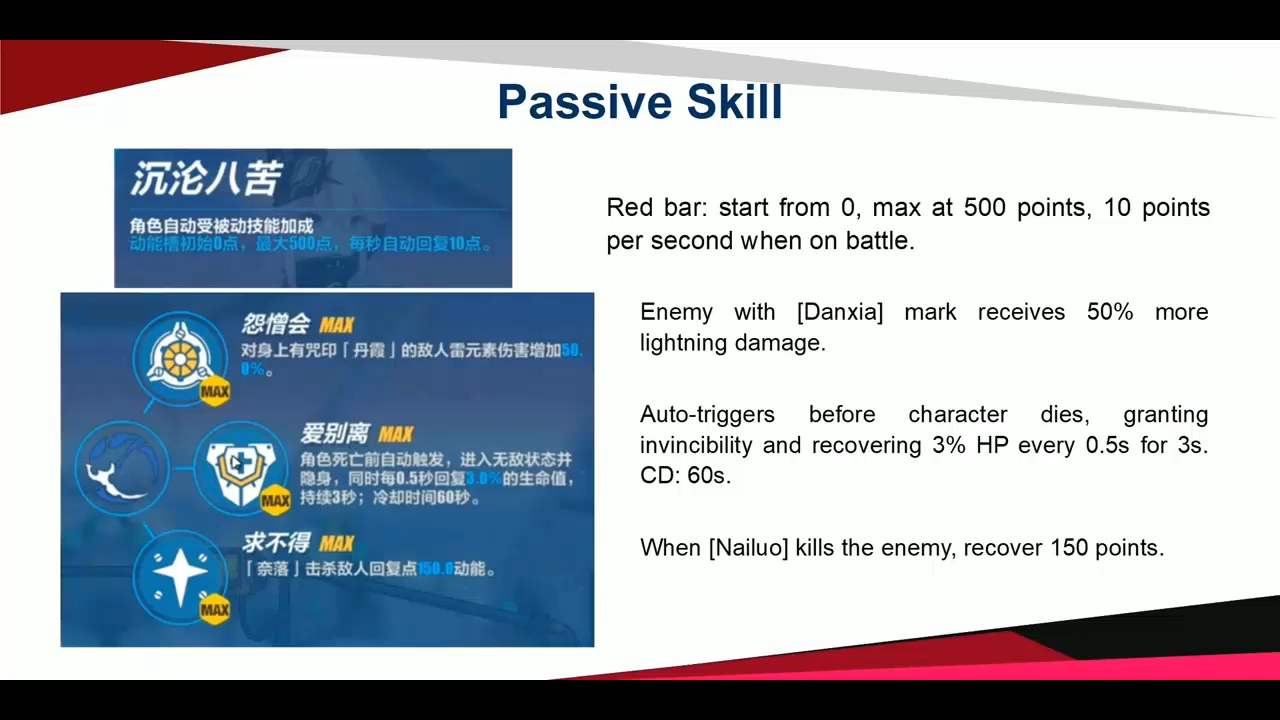 Passive Skill
沉沦八苦
角色自动受被动技能加成
动能槽初始0点，最大500点，每秒自动回复10点。
Red bar: start from 0, max at 500 points, 10 points
per second when on battle.
怨憎会 MAX
对身上有咒印「丹霞」的敌人雷元素伤害增加50.
0%。
MAX
Enemy with [Danxia] mark receives 50% more
lightning damage.
爱别离 MAX
角色死亡前自动触发，进入无敌状态并
隐身，同时每0.5秒回复3.0%的生命值，
持续3秒；冷却时间60秒。
MAX
Auto-triggers before character dies, granting
invincibility and recovering 3% HP every 0.5s for 3s.
CD: 60s.
求不得 MAX
「奈落」击杀敌人回复点150.0动能。
MAX
When [Nailuo] kills the enemy, recover 150 points.